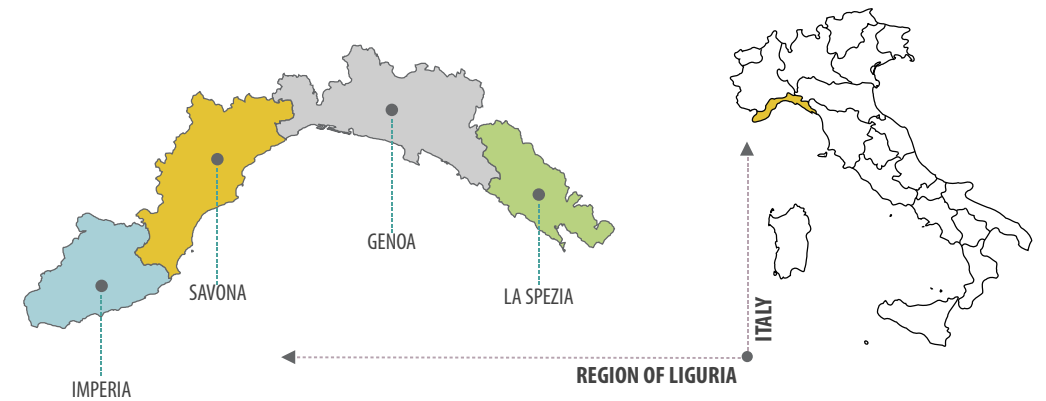 GENOA
SAVONA
LA SPEZIA
IMPERIA
ITALY
REGION OF LIGURIA